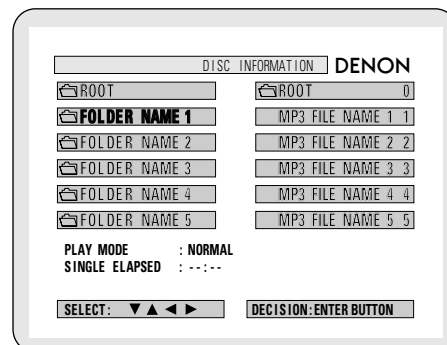 DISC INFORMATION DENON
ROOT ROOT 0
FOLDER NAME 1 MP3 FILE NAME 1 1
FOLDER NAME 2 MP3 FILE NAME 2 2
FOLDER NAME 3 MP3 FILE NAME 3 3
FOLDER NAME 4 MP3 FILE NAME 4 4
FOLDER NAME 5 MP3 FILE NAME 5 5
PLAY MODE : NORMAL
SINGLE ELAPSED : --:--
SELECT: ▼ ▲ ◄ ► DECISION:ENTER BUTTON